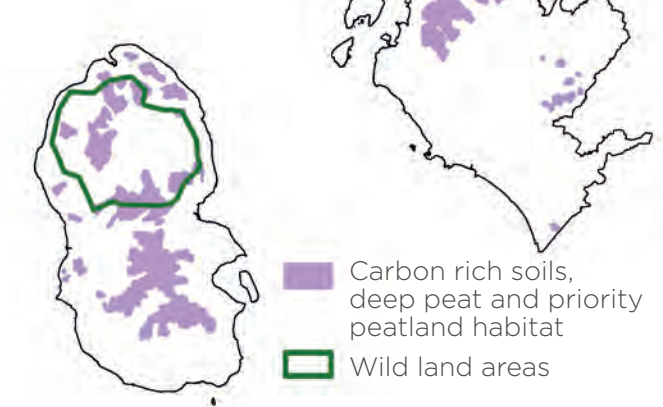 Carbon rich soils,
deep peat and priority
peatland habitat
Wild land areas